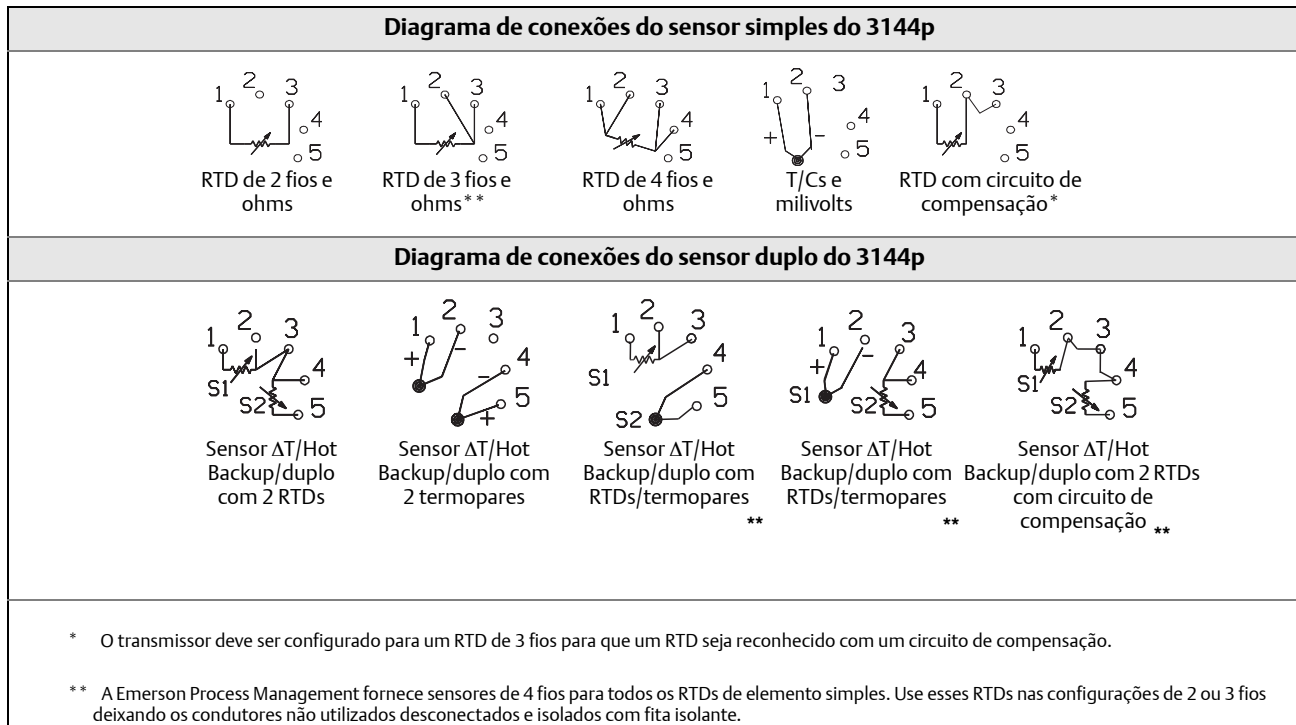 Diagrama de conexões do sensor simples do 3144p
1 2 3 4 5
RTD de 2 fios e
ohms
1 2 3 4 5
RTD de 3 fios e
ohms**
1 2 3 4 5
RTD de 4 fios e
ohms
1 2 3 4 5 + -
T/Cs e
milivolts
1 2 3 4 5
RTD com circuito de
compensação*
Diagrama de conexões do sensor duplo do 3144p
1 2 3 4 5 S1 S2
Sensor ΔT/Hot
Backup/duplo
com 2 RTDs
1 2 3 4 5 + - - +
Sensor ΔT/Hot
Backup/duplo com
2 termopares
1 2 3 4 5 S1 S2
Sensor ΔT/Hot
Backup/duplo com
RTDs/termopares
**
1 2 3 4 5 + - S1 S2
Sensor ΔT/Hot
Backup/duplo com
RTDs/termopares
**
1 2 3 4 5 S1 S2
Sensor ΔT/Hot
Backup/duplo com 2 RTDs
com circuito de
compensação **
* O transmissor deve ser configurado para um RTD de 3 fios para que um RTD seja reconhecido com um circuito de compensação.
** A Emerson Process Management fornece sensores de 4 fios para todos os RTDs de elemento simples. Use esses RTDs nas configurações de 2 ou 3 fios
deixando os condutores não utilizados desconectados e isolados com fita isolante.